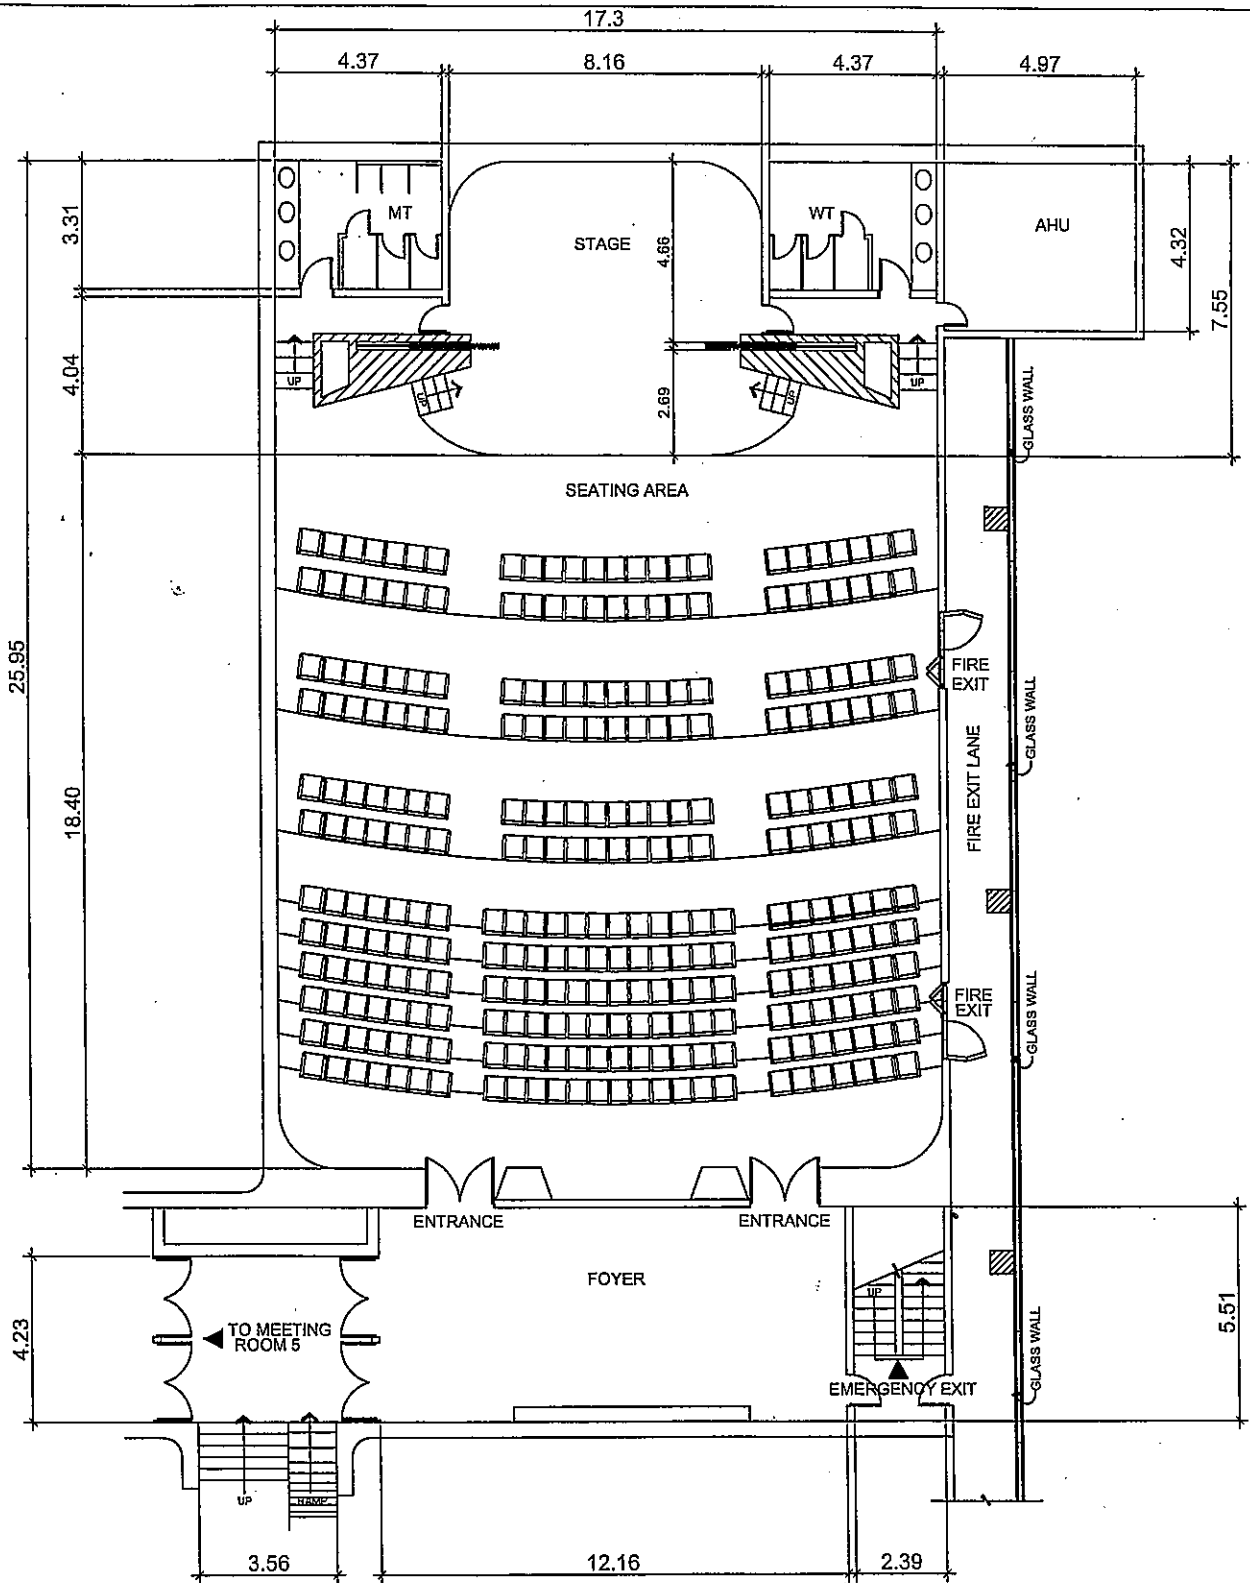 17.3
4.37
8.16
4.37
4.97
MT
STAGE
WT
AHU
3.31
4.66
4.32
7.55
4.04
UP
UP
UP
UP
2.69
GLASS WALL
SEATING AREA
25.95
FIRE
EXIT
GLASS WALL
FIRE EXIT LANE
18.40
FIRE
EXIT
GLASS WALL
ENTRANCE
ENTRANCE
FOYER
UP
5.51
4.23
TO MEETING
ROOM 5
GLASS WALL
EMERGENCY EXIT
UP
RAMP
3.56
12.16
2.39